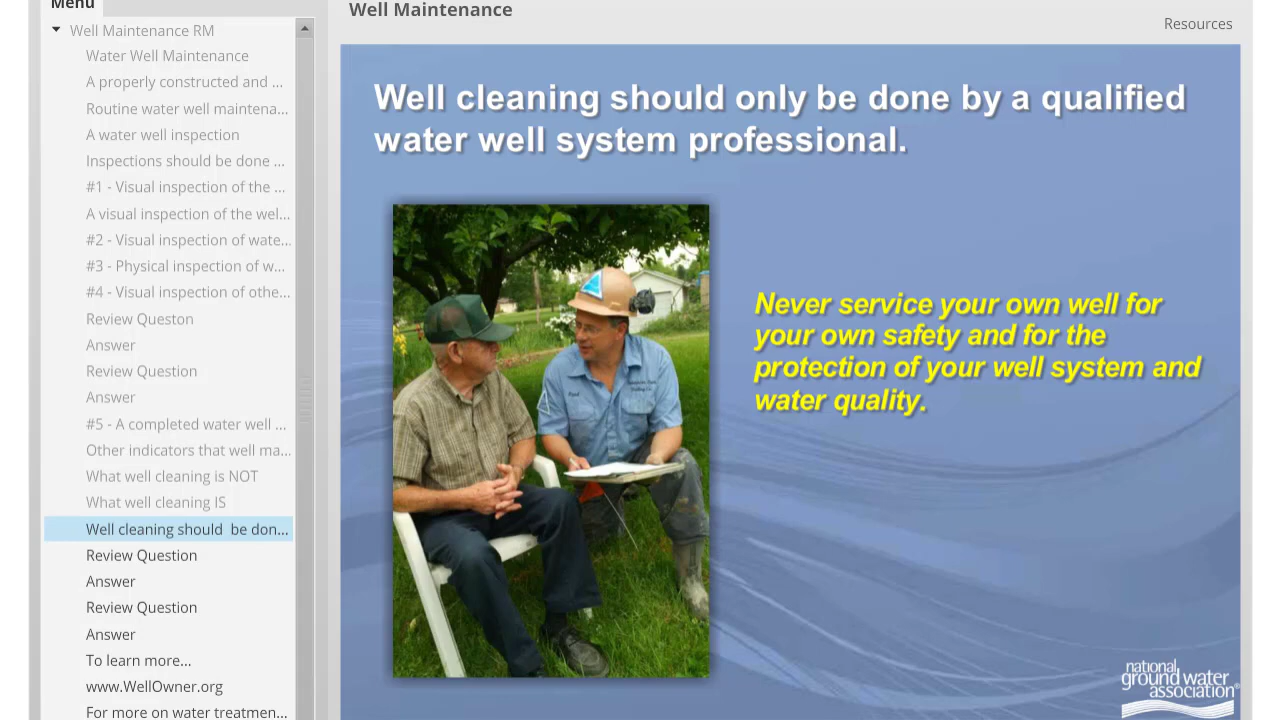 Menu
Well Maintenance
Resources
Well Maintenance RM
Water Well Maintenance
A properly constructed and ...
Routine water well maintena...
A water well inspection
Inspections should be done ...
#1 - Visual inspection of the ...
A visual inspection of the wel...
#2 - Visual inspection of wate...
#3 - Physical inspection of w...
#4 - Visual inspection of othe...
Review Queston
Answer
Review Question
Answer
#5 - A completed water well ...
Other indicators that well ma...
What well cleaning is NOT
What well cleaning IS
Well cleaning should  be don...
Review Question
Answer
Review Question
Answer
To learn more...
www.WellOwner.org
For more on water treatmen...
Well cleaning should only be done by a qualified
water well system professional.
Never service your own well for
your own safety and for the
protection of your well system and
water quality.
national
ground water
association®